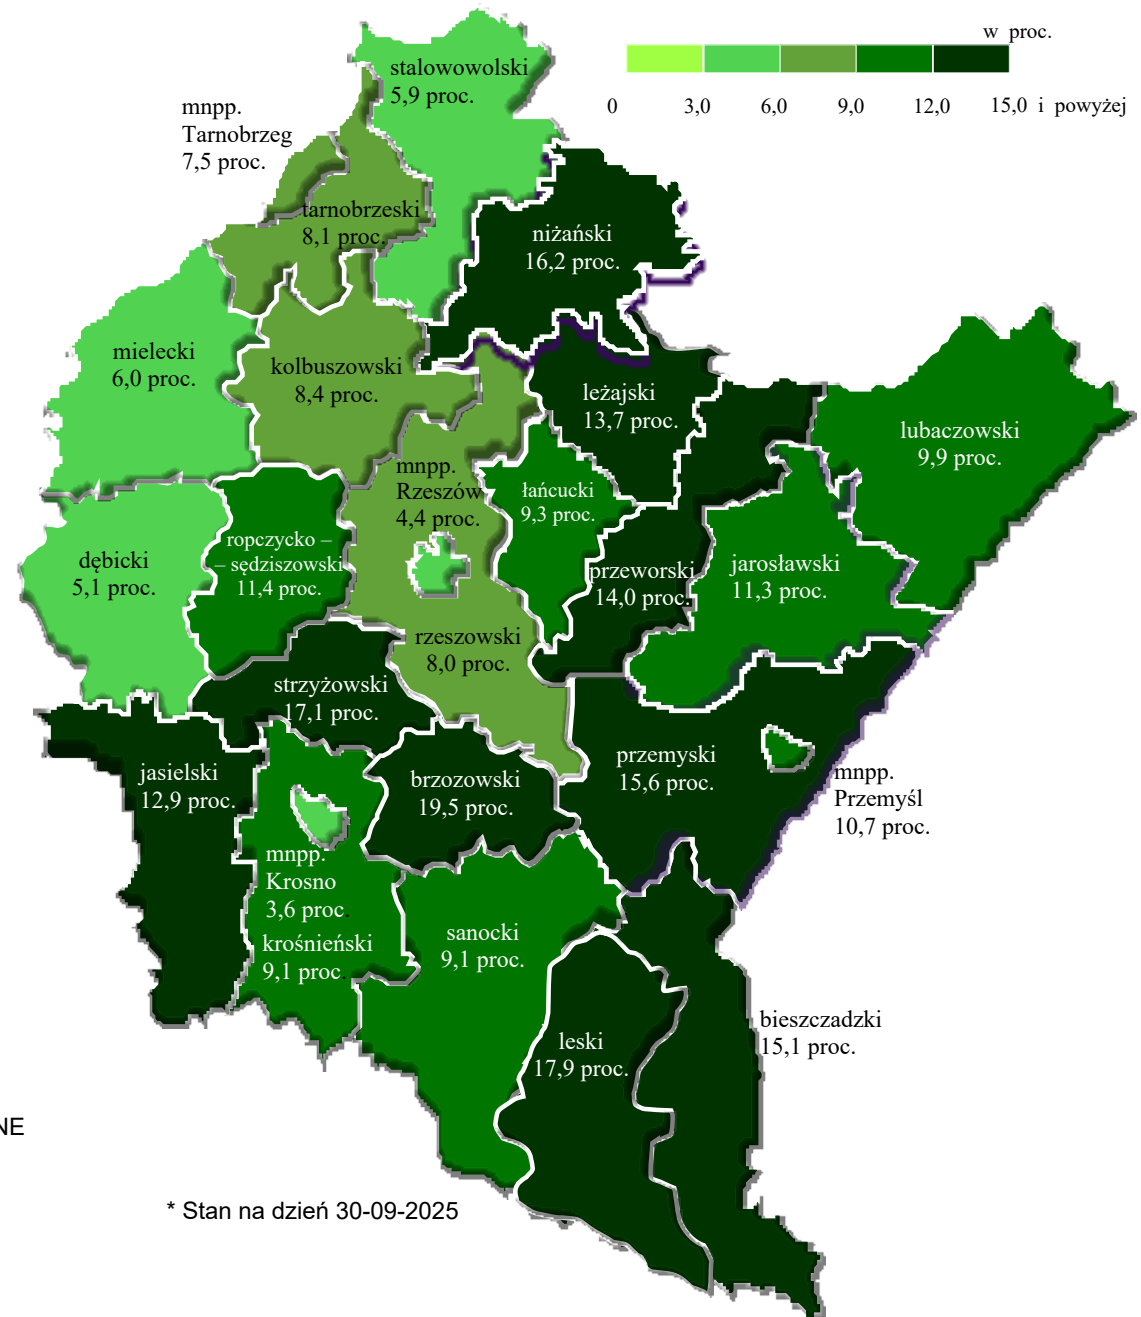 w proc.
0 3,0 6,0 9,0 12,0 15,0 i powyżej
stalowowolski
5,9 proc.
mnpp.
Tarnobrzeg
7,5 proc.
tarnobrzeski
8,1 proc.
niżański
16,2 proc.
mielecki
6,0 proc.
kolbuszowski
8,4 proc.
leżajski
13,7 proc.
lubaczowski
9,9 proc.
mnpp.
Rzeszów
4,4 proc.
łańcucki
9,3 proc.
dębicki
5,1 proc.
ropczycko –
– sędziszowski
11,4 proc.
przeworski
14,0 proc.
jarosławski
11,3 proc.
rzeszowski
8,0 proc.
strzyżowski
17,1 proc.
jasielski
12,9 proc.
brzozowski
19,5 proc.
przemyski
15,6 proc.
mnpp.
Przemyśl
10,7 proc.
mnpp.
Krosno
3,6 proc.
krośnieński
9,1 proc.
sanocki
9,1 proc.
leski
17,9 proc.
bieszczadzki
15,1 proc.
NE
* Stan na dzień 30-09-2025